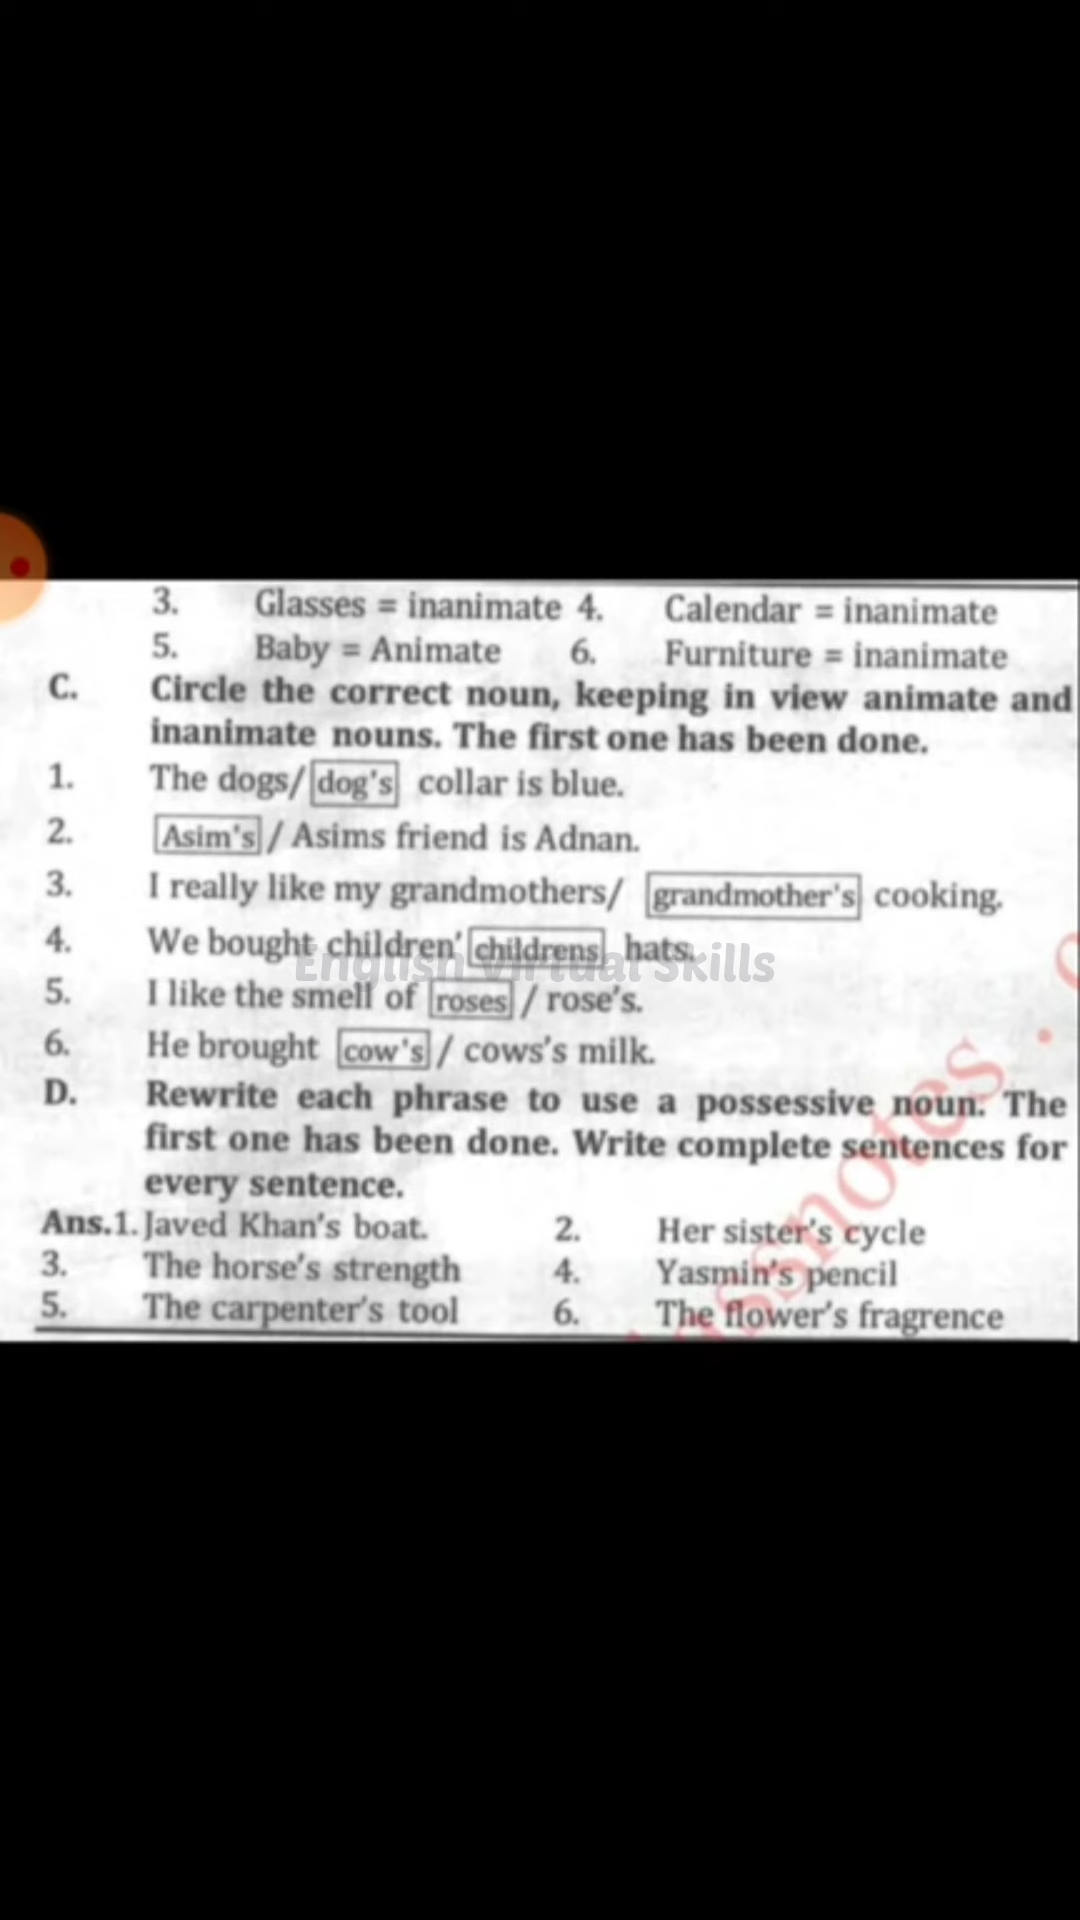 3. Glasses = inanimate 4. Calendar = inanimate
5. Baby = Animate 6. Furniture = inanimate
C. Circle the correct noun, keeping in view animate and
inanimate nouns. The first one has been done.
1. The dogs/ dog's collar is blue.
2. Asim's / Asims friend is Adnan.
3. I really like my grandmothers/ grandmother's cooking.
4. We bought children' childrens hats.
English Virtual Skills
5. I like the smell of roses / rose's.
6. He brought cow's / cows's milk.
D. Rewrite each phrase to use a possessive noun. The
first one has been done. Write complete sentences for
every sentence.
Ans.1. Javed Khan's boat. 2. Her sister's cycle
3. The horse's strength 4. Yasmin's pencil
5. The carpenter's tool 6. The flower's fragrence